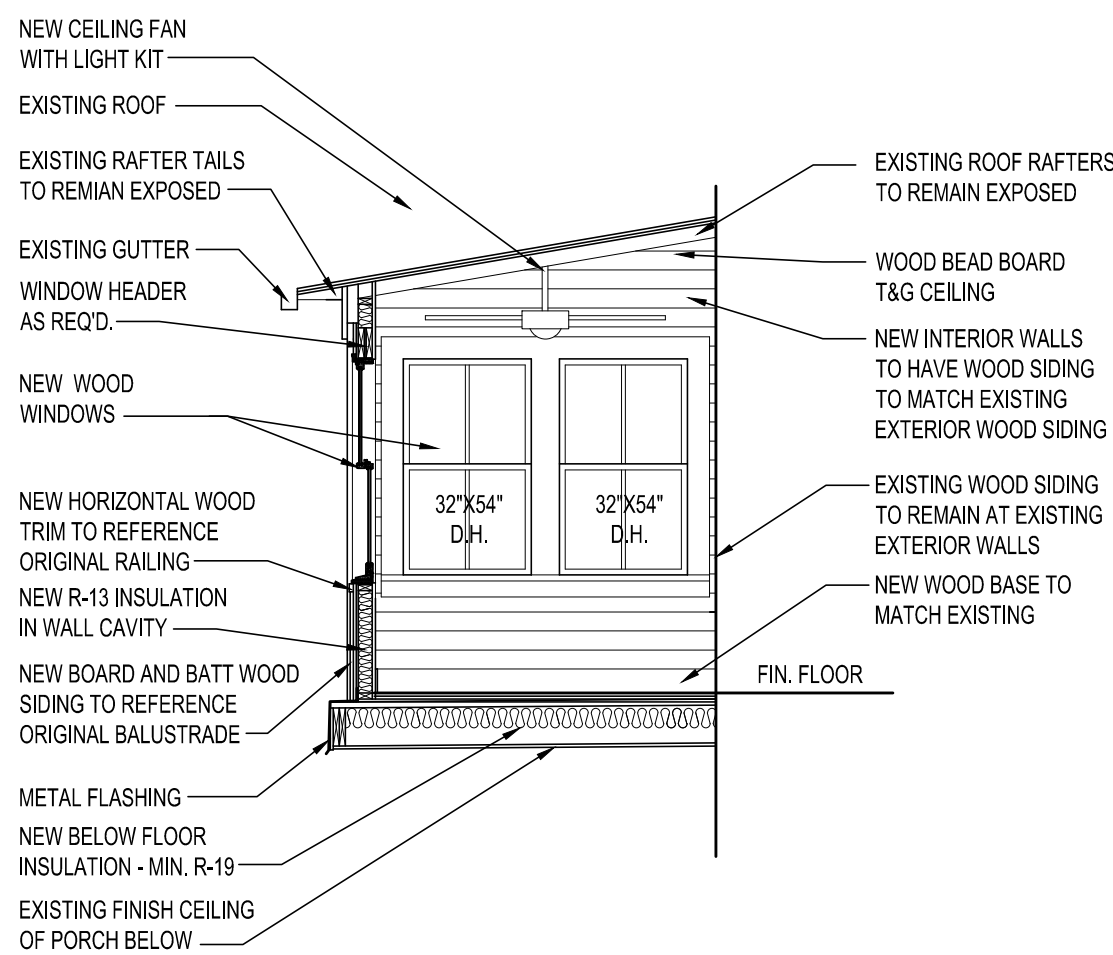 NEW CEILING FAN
WITH LIGHT KIT
EXISTING ROOF
EXISTING RAFTER TAILS
TO REMIAN EXPOSED
EXISTING GUTTER
WINDOW HEADER
AS REQ'D.
NEW WOOD
WINDOWS
NEW HORIZONTAL WOOD
TRIM TO REFERENCE
ORIGINAL RAILING
NEW R-13 INSULATION
IN WALL CAVITY
NEW BOARD AND BATT WOOD
SIDING TO REFERENCE
ORIGINAL BALUSTRADE
METAL FLASHING
NEW BELOW FLOOR
INSULATION - MIN. R-19
EXISTING FINISH CEILING
OF PORCH BELOW
32"X54"
D.H.
32"X54"
D.H.
EXISTING ROOF RAFTERS
TO REMAIN EXPOSED
WOOD BEAD BOARD
T&G CEILING
NEW INTERIOR WALLS
TO HAVE WOOD SIDING
TO MATCH EXISTING
EXTERIOR WOOD SIDING
EXISTING WOOD SIDING
TO REMAIN AT EXISTING
EXTERIOR WALLS
NEW WOOD BASE TO
MATCH EXISTING
FIN. FLOOR